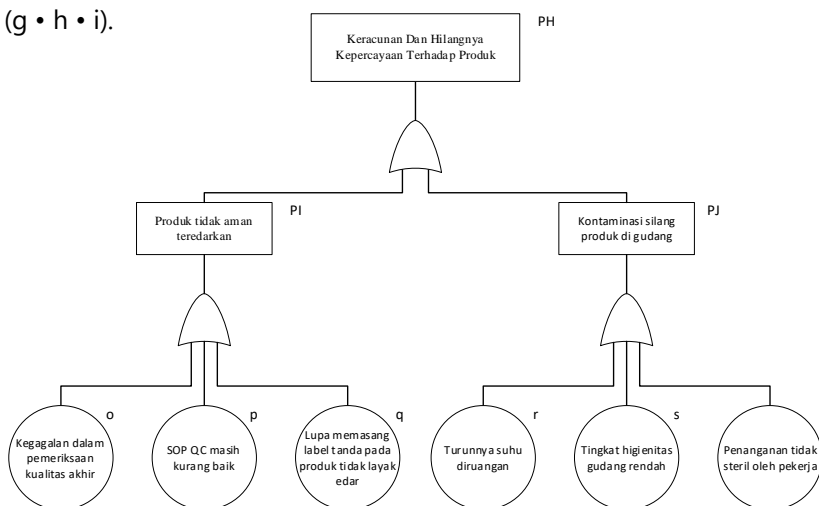 (g • h • i).
PH
Keracunan Dan Hilangnya
Kepercayaan Terhadap Produk
PI
Produk tidak aman
teredarkan
PJ
Kontaminasi silang
produk di gudang
o
Kegagalan dalam
pemeriksaan
kualitas akhir
p
SOP QC masih
kurang baik
q
Lupa memasang
label tanda pada
produk tidak layak
edar
r
Turunnya suhu
diruangan
s
Tingkat higienitas
gudang rendah
Penanganan tidak
steril oleh pekerja